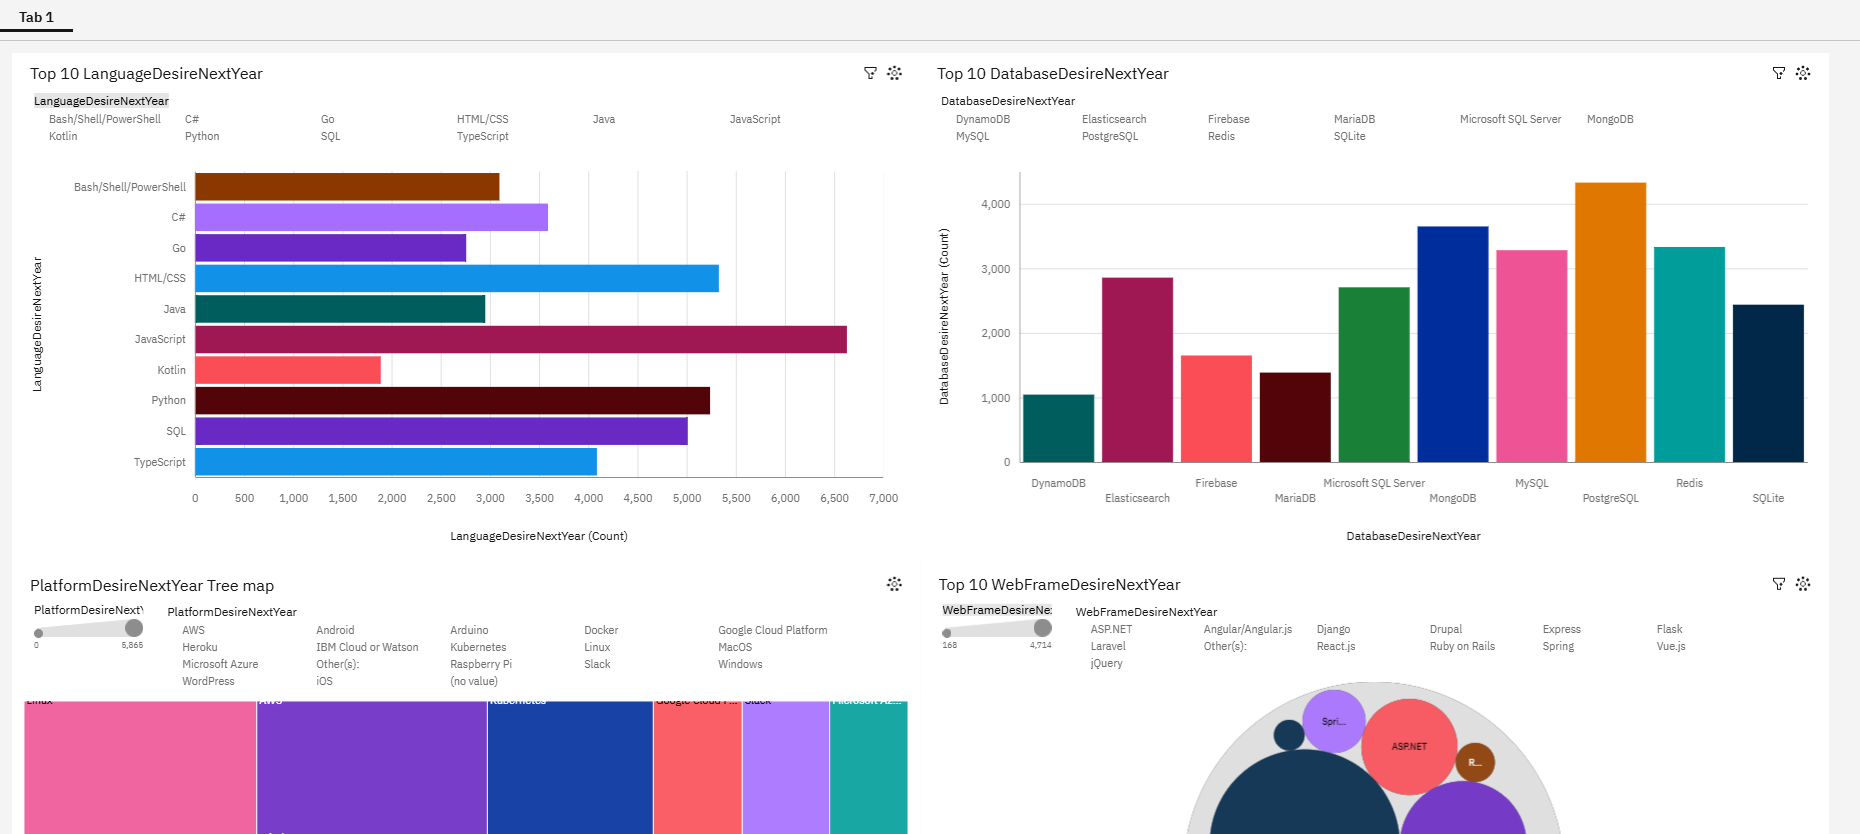 Tab 1
Top 10 LanguageDesireNextYear
LanguageDesireNextYear
Bash/Shell/PowerShell C# Go HTML/CSS Java JavaScript
Kotlin Python SQL TypeScript
LanguageDesireNextYear
Bash/Shell/PowerShell
C#
Go
HTML/CSS
Java
JavaScript
Kotlin
Python
SQL
TypeScript
0 500 1,000 1,500 2,000 2,500 3,000 3,500 4,000 4,500 5,000 5,500 6,000 6,500 7,000
LanguageDesireNextYear (Count)
Top 10 DatabaseDesireNextYear
DatabaseDesireNextYear
DynamoDB Elasticsearch Firebase MariaDB Microsoft SQL Server MongoDB
MySQL PostgreSQL Redis SQLite
DatabaseDesireNextYear (Count)
4,000
3,000
2,000
1,000
0
DynamoDB Firebase Microsoft SQL Server MySQL Redis
Elasticsearch MariaDB MongoDB PostgreSQL SQLite
DatabaseDesireNextYear
PlatformDesireNextYear Tree map
PlatformDesireNextY
0 5,865
PlatformDesireNextYear
AWS Android Arduino Docker Google Cloud Platform
Heroku IBM Cloud or Watson Kubernetes Linux MacOS
Microsoft Azure Other(s): Raspberry Pi Slack Windows
WordPress iOS (no value)
Linux AWS Kubernetes Google Cloud P... Slack Microsoft Az...
Top 10 WebFrameDesireNextYear
WebFrameDesireNe
168 4,714
WebFrameDesireNextYear
ASP.NET Angular/Angular.js Django Drupal Express Flask
Laravel Other(s): React.js Ruby on Rails Spring Vue.js
jQuery
Spri...
ASP.NET
R...